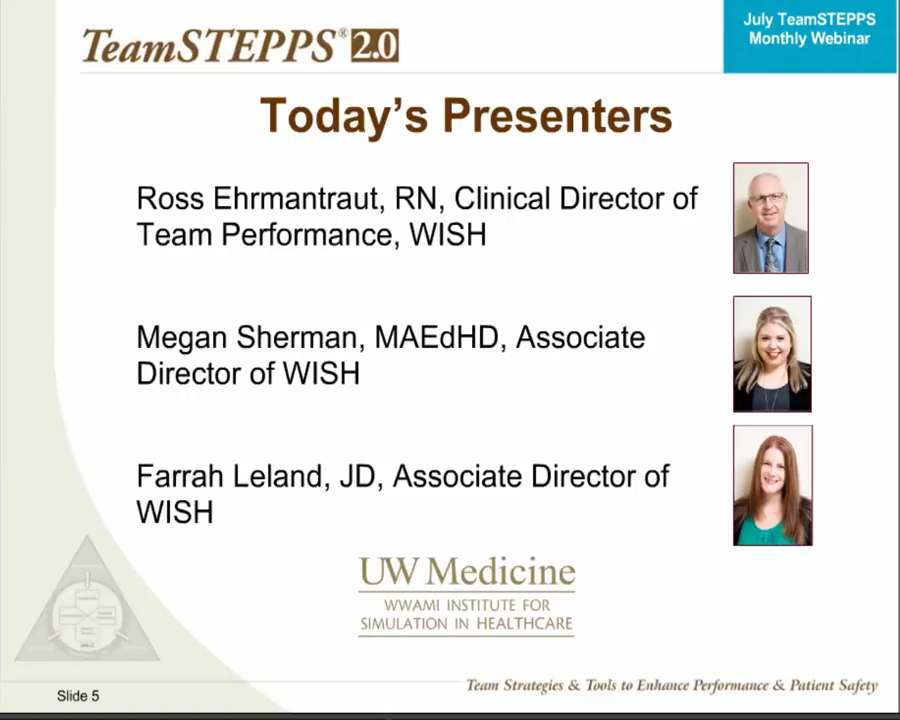 July TeamSTEPPS
Monthly Webinar
TeamSTEPPS® 2.0
Today's Presenters
Ross Ehrmantraut, RN, Clinical Director of
Team Performance, WISH
Megan Sherman, MAEdHD, Associate
Director of WISH
Farrah Leland, JD, Associate Director of
WISH
UW Medicine
WWAMI INSTITUTE FOR
SIMULATION IN HEALTHCARE
Team Strategies & Tools to Enhance Performance & Patient Safety
Slide 5